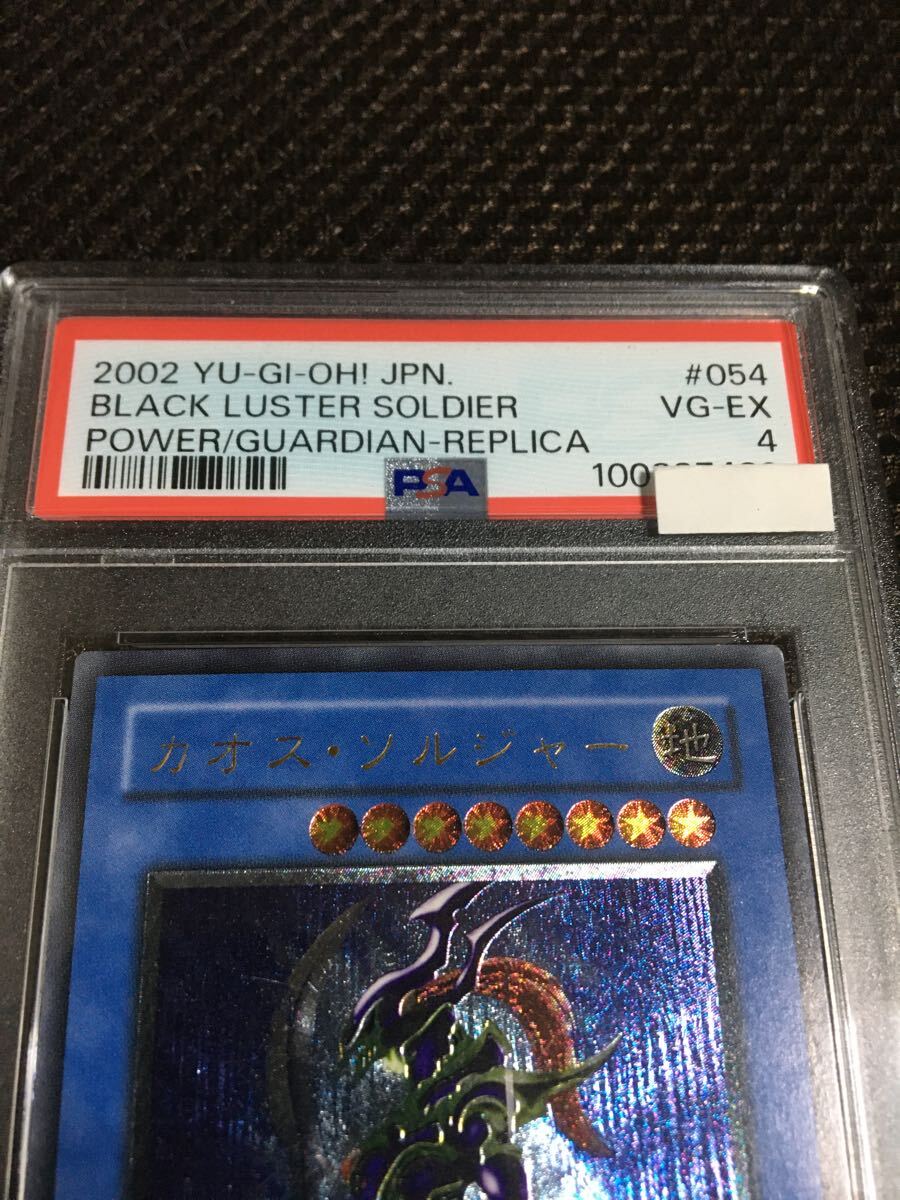 2002 YU-GI-OH! JPN. #054
BLACK LUSTER SOLDIER VG-EX
POWER/GUARDIAN-REPLICA 4
PSA
カオス・ソルジャー 地